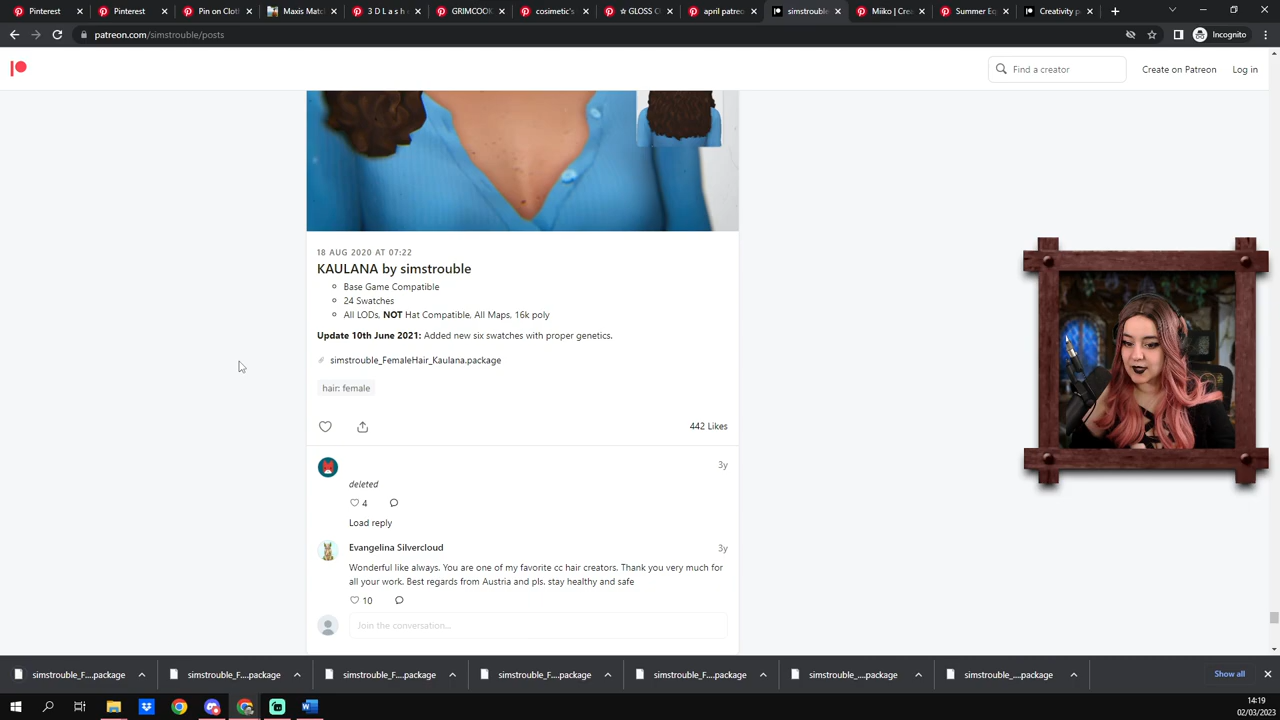 Pinterest
Pinterest
Pin on Clot
Maxis Matc
3 D L a s h
GRIMCOOK
cosmetic's
☆ GLOSS C
april patreo
simstrouble
Miiko | Crea
Summer Eq
Creativity p
patreon.com/simstrouble/posts
Incognito
Find a creator
Create on Patreon
Log in
18 AUG 2020 AT 07:22
KAULANA by simstrouble
Base Game Compatible
24 Swatches
All LODs, NOT Hat Compatible, All Maps, 16k poly
Update 10th June 2021: Added new six swatches with proper genetics.
simstrouble_FemaleHair_Kaulana.package
hair: female
442 Likes
3y
deleted
4
Load reply
Evangelina Silvercloud
3y
Wonderful like always. You are one of my favorite cc hair creators. Thank you very much for
all your work. Best regards from Austria and pls. stay healthy and safe
10
Join the conversation...
simstrouble_F....package
simstrouble_F....package
simstrouble_F....package
simstrouble_F....package
simstrouble_F....package
simstrouble_....package
simstrouble_....package
Show all
14:19
02/03/2023